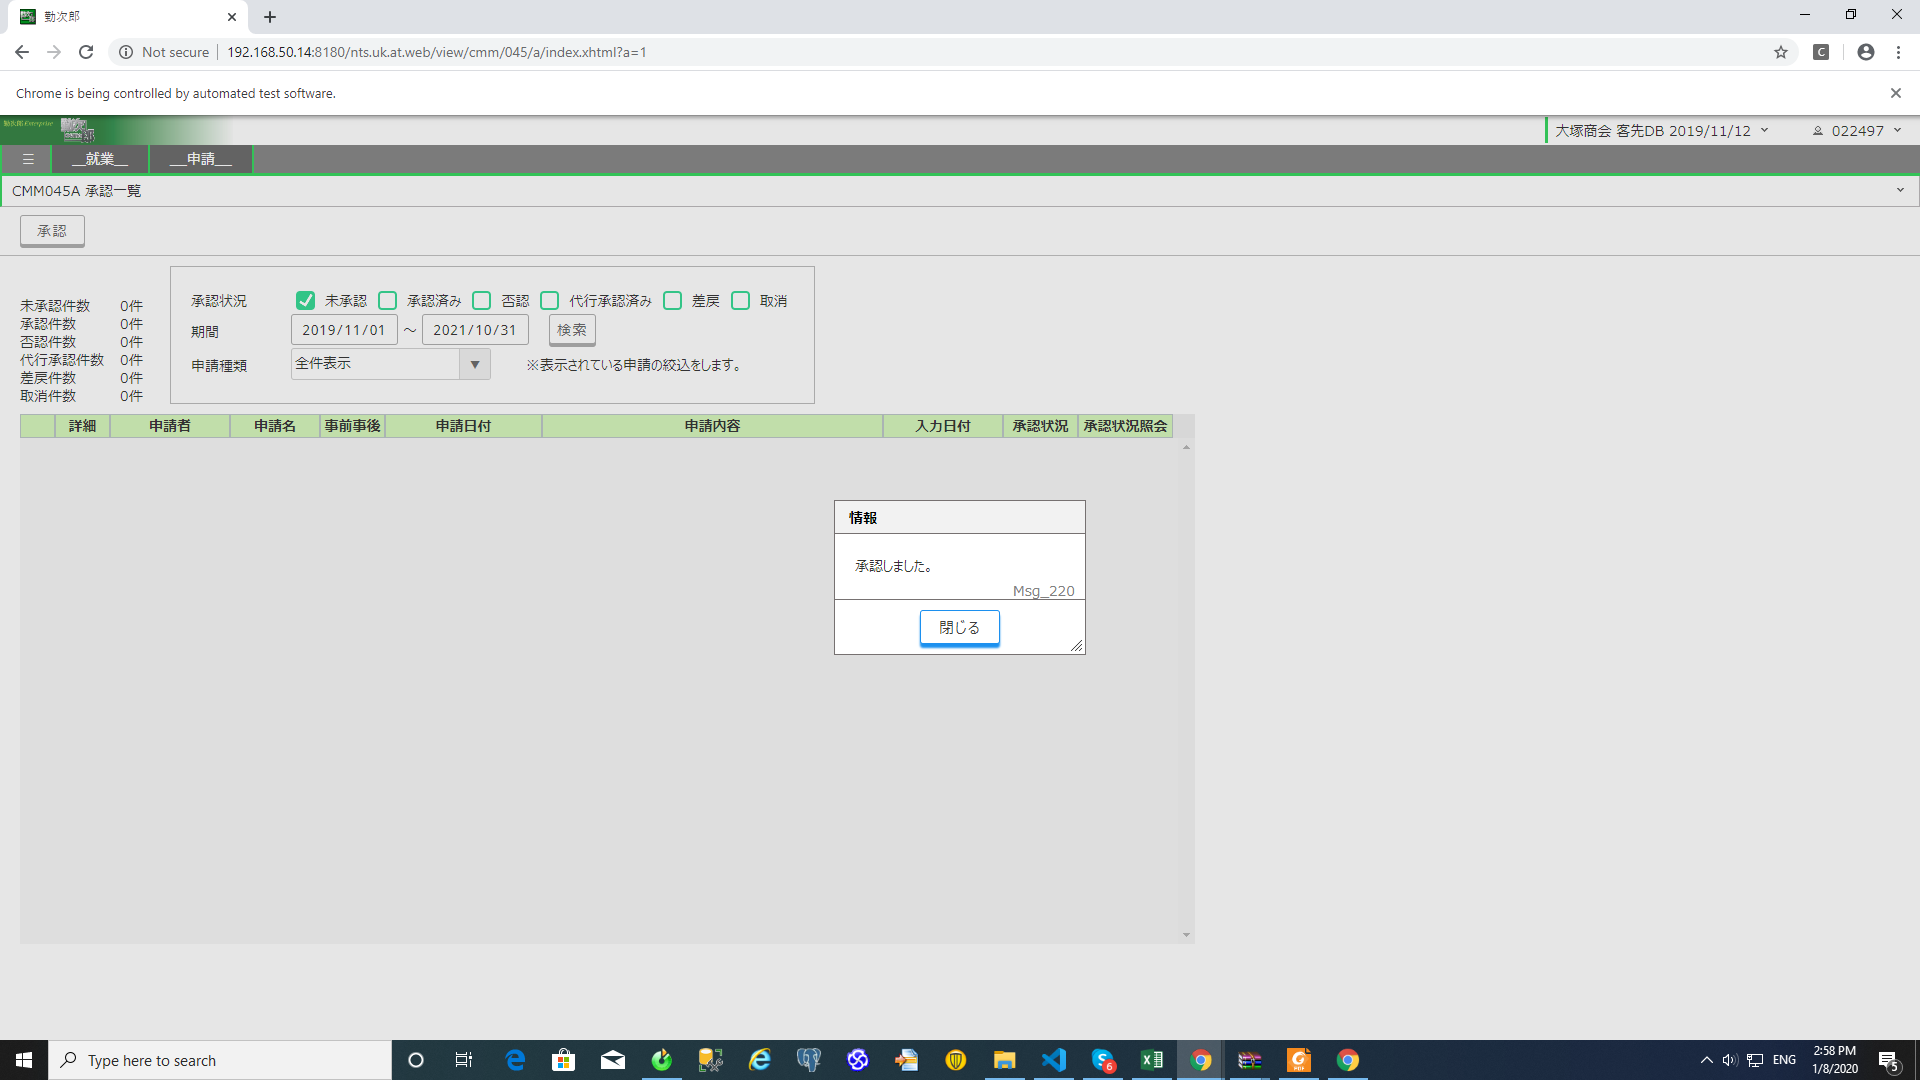 勤次郎
Not secure
192.168.50.14:8180/nts.uk.at.web/view/cmm/045/a/index.xhtml?a=1
C
Chrome is being controlled by automated test software.
大塚商会 客先DB 2019/11/12
022497
☰
__就業__
__申請__
CMM045A 承認一覧
承認
未承認件数 0件
承認件数 0件
否認件数 0件
代行承認件数 0件
差戻件数 0件
取消件数 0件
承認状況 未承認 承認済み 否認 代行承認済み 差戻 取消
期間 2019/11/01 ～ 2021/10/31 検索
申請種類 全件表示 ※表示されている申請の絞込をします。
詳細 申請者 申請名 事前事後 申請日付 申請内容 入力日付 承認状況 承認状況照会
情報
承認しました。
Msg_220
閉じる
Type here to search
6
ENG
2:58 PM
1/8/2020
5